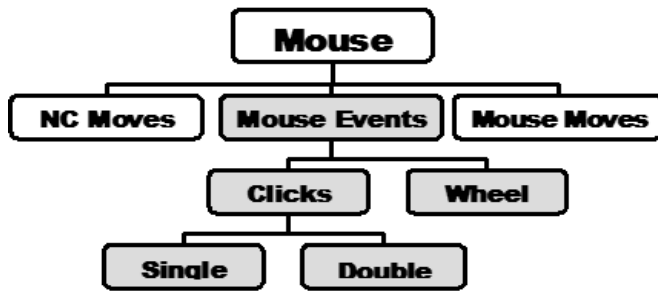 Mouse
NC Moves
Mouse Events
Mouse Moves
Clicks
Wheel
Single
Double